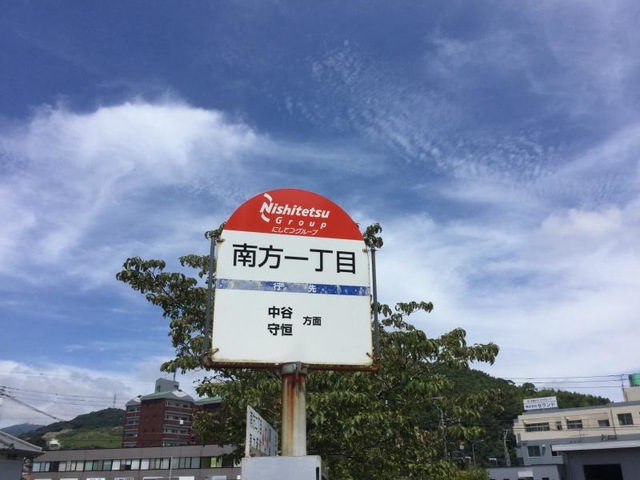 Nishitetsu
Group
にしてつグループ
南方一丁目
行先
中谷
守恒
方面